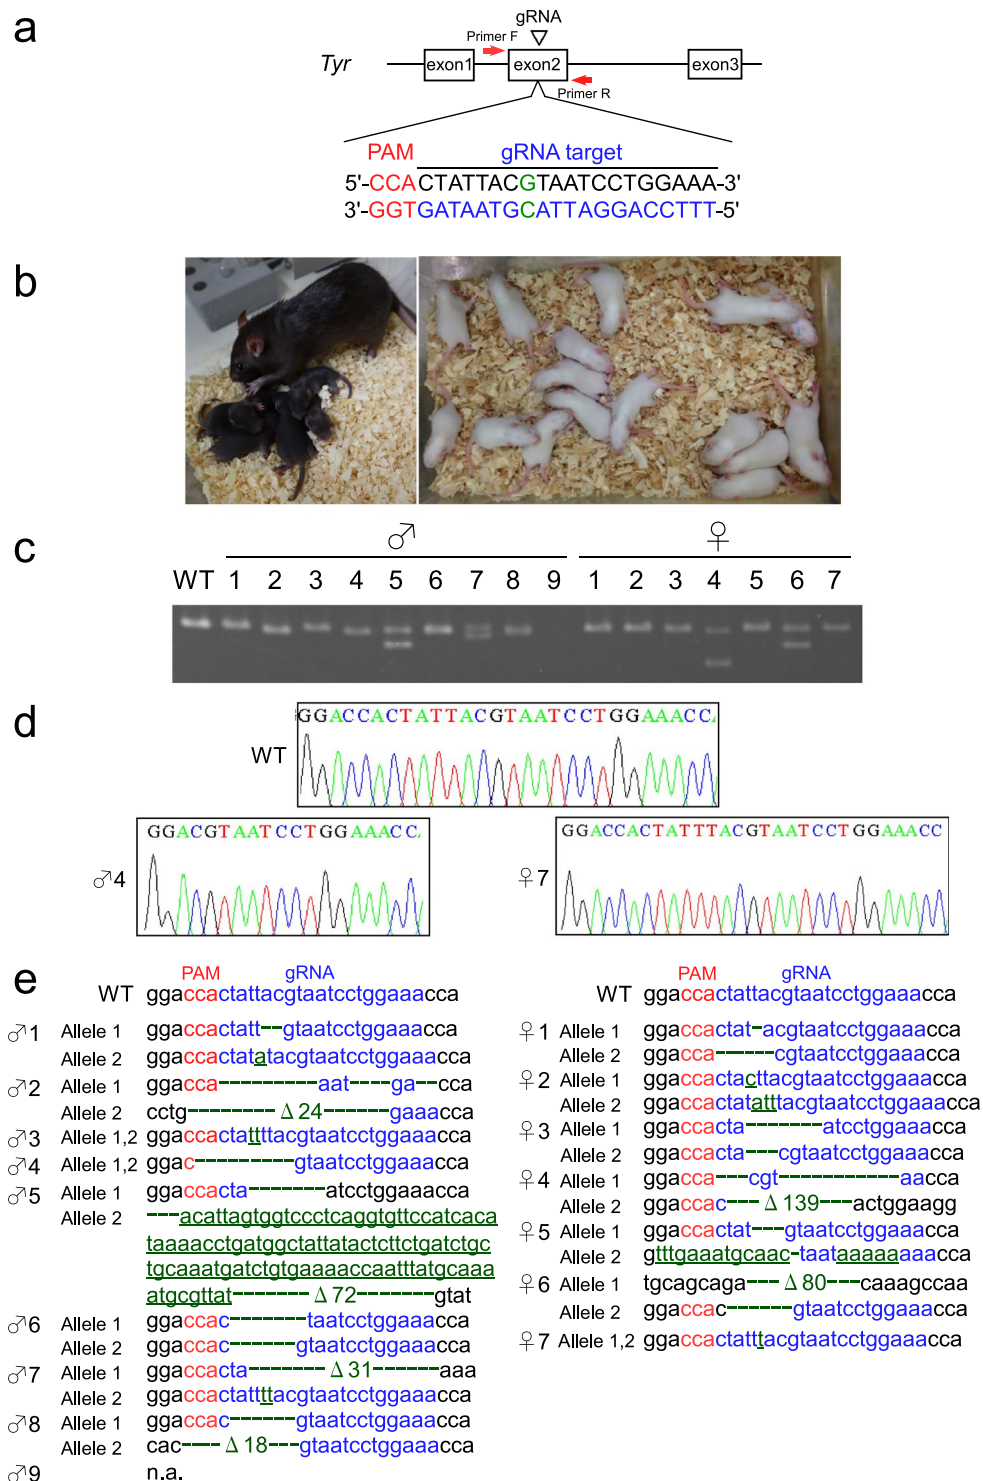 a
gRNA
Primer F
Tyr
exon1
exon2
exon3
Primer R
PAM gRNA target
5'-CCACTATTACGTAATCCTGGAAA-3'
3'-GGTGATAATGCATTAGGACCTTT-5'
b
c
♂ ♀
WT 1 2 3 4 5 6 7 8 9 1 2 3 4 5 6 7
d
WT
GGACCACTATTACGTAATCCTGGAAACC
♂4
GGACGTAATCCTGGAAACC
♀7
GGACCACTATTTACGTAATCCTGGAAACC
e
PAM gRNA
WT ggaccactattacgtaatcctggaaacca
♂1 Allele 1 ggaccactatt--gtaatcctggaaacca
Allele 2 ggaccactatatacgtaatcctggaaacca
♂2 Allele 1 ggacca----------aat----ga--cca
Allele 2 cctg--------- Δ 24 ------gaaacca
♂3 Allele 1,2 ggaccactattttacgtaatcctggaaacca
♂4 Allele 1,2 ggac----------gtaatcctggaaacca
♂5 Allele 1 ggaccacta-------atcctggaaacca
Allele 2 ---acattagtggtccctcaggtgttccatcaca
taaaacctgatggctattatactcttctgatctgc
tgcaaatgatctgtgaaaaccaatttatgcaaa
atgcgttat-------- Δ 72 --------gtat
♂6 Allele 1 ggaccac--------taatcctggaaacca
Allele 2 ggaccac-------gtaatcctggaaacca
♂7 Allele 1 ggaccacta-------- Δ 31 -------aaa
Allele 2 ggaccactatttttacgtaatcctggaaacca
♂8 Allele 1 ggaccac-------gtaatcctggaaacca
Allele 2 cac---- Δ 18 ---gtaatcctggaaacca
♂9 n.a.
PAM gRNA
WT ggaccactattacgtaatcctggaaacca
♀1 Allele 1 ggaccactat-acgtaatcctggaaacca
Allele 2 ggacca------cgtaatcctggaaacca
♀2 Allele 1 ggaccactacttacgtaatcctggaaacca
Allele 2 ggaccactatatttacgtaatcctggaaacca
♀3 Allele 1 ggaccacta--------atcctggaaacca
Allele 2 ggaccacta---cgtaatcctggaaacca
♀4 Allele 1 ggacca---cgt------------aacca
Allele 2 ggaccac--- Δ 139 ---actggaagg
♀5 Allele 1 ggaccactat---gtaatcctggaaacca
Allele 2 gtttgaaatgcaac-taataaaaaaaacca
♀6 Allele 1 tgcagcaga--- Δ 80 ---caaagccaa
Allele 2 ggaccac-------gtaatcctggaaacca
♀7 Allele 1,2 ggaccactatttacgtaatcctggaaacca